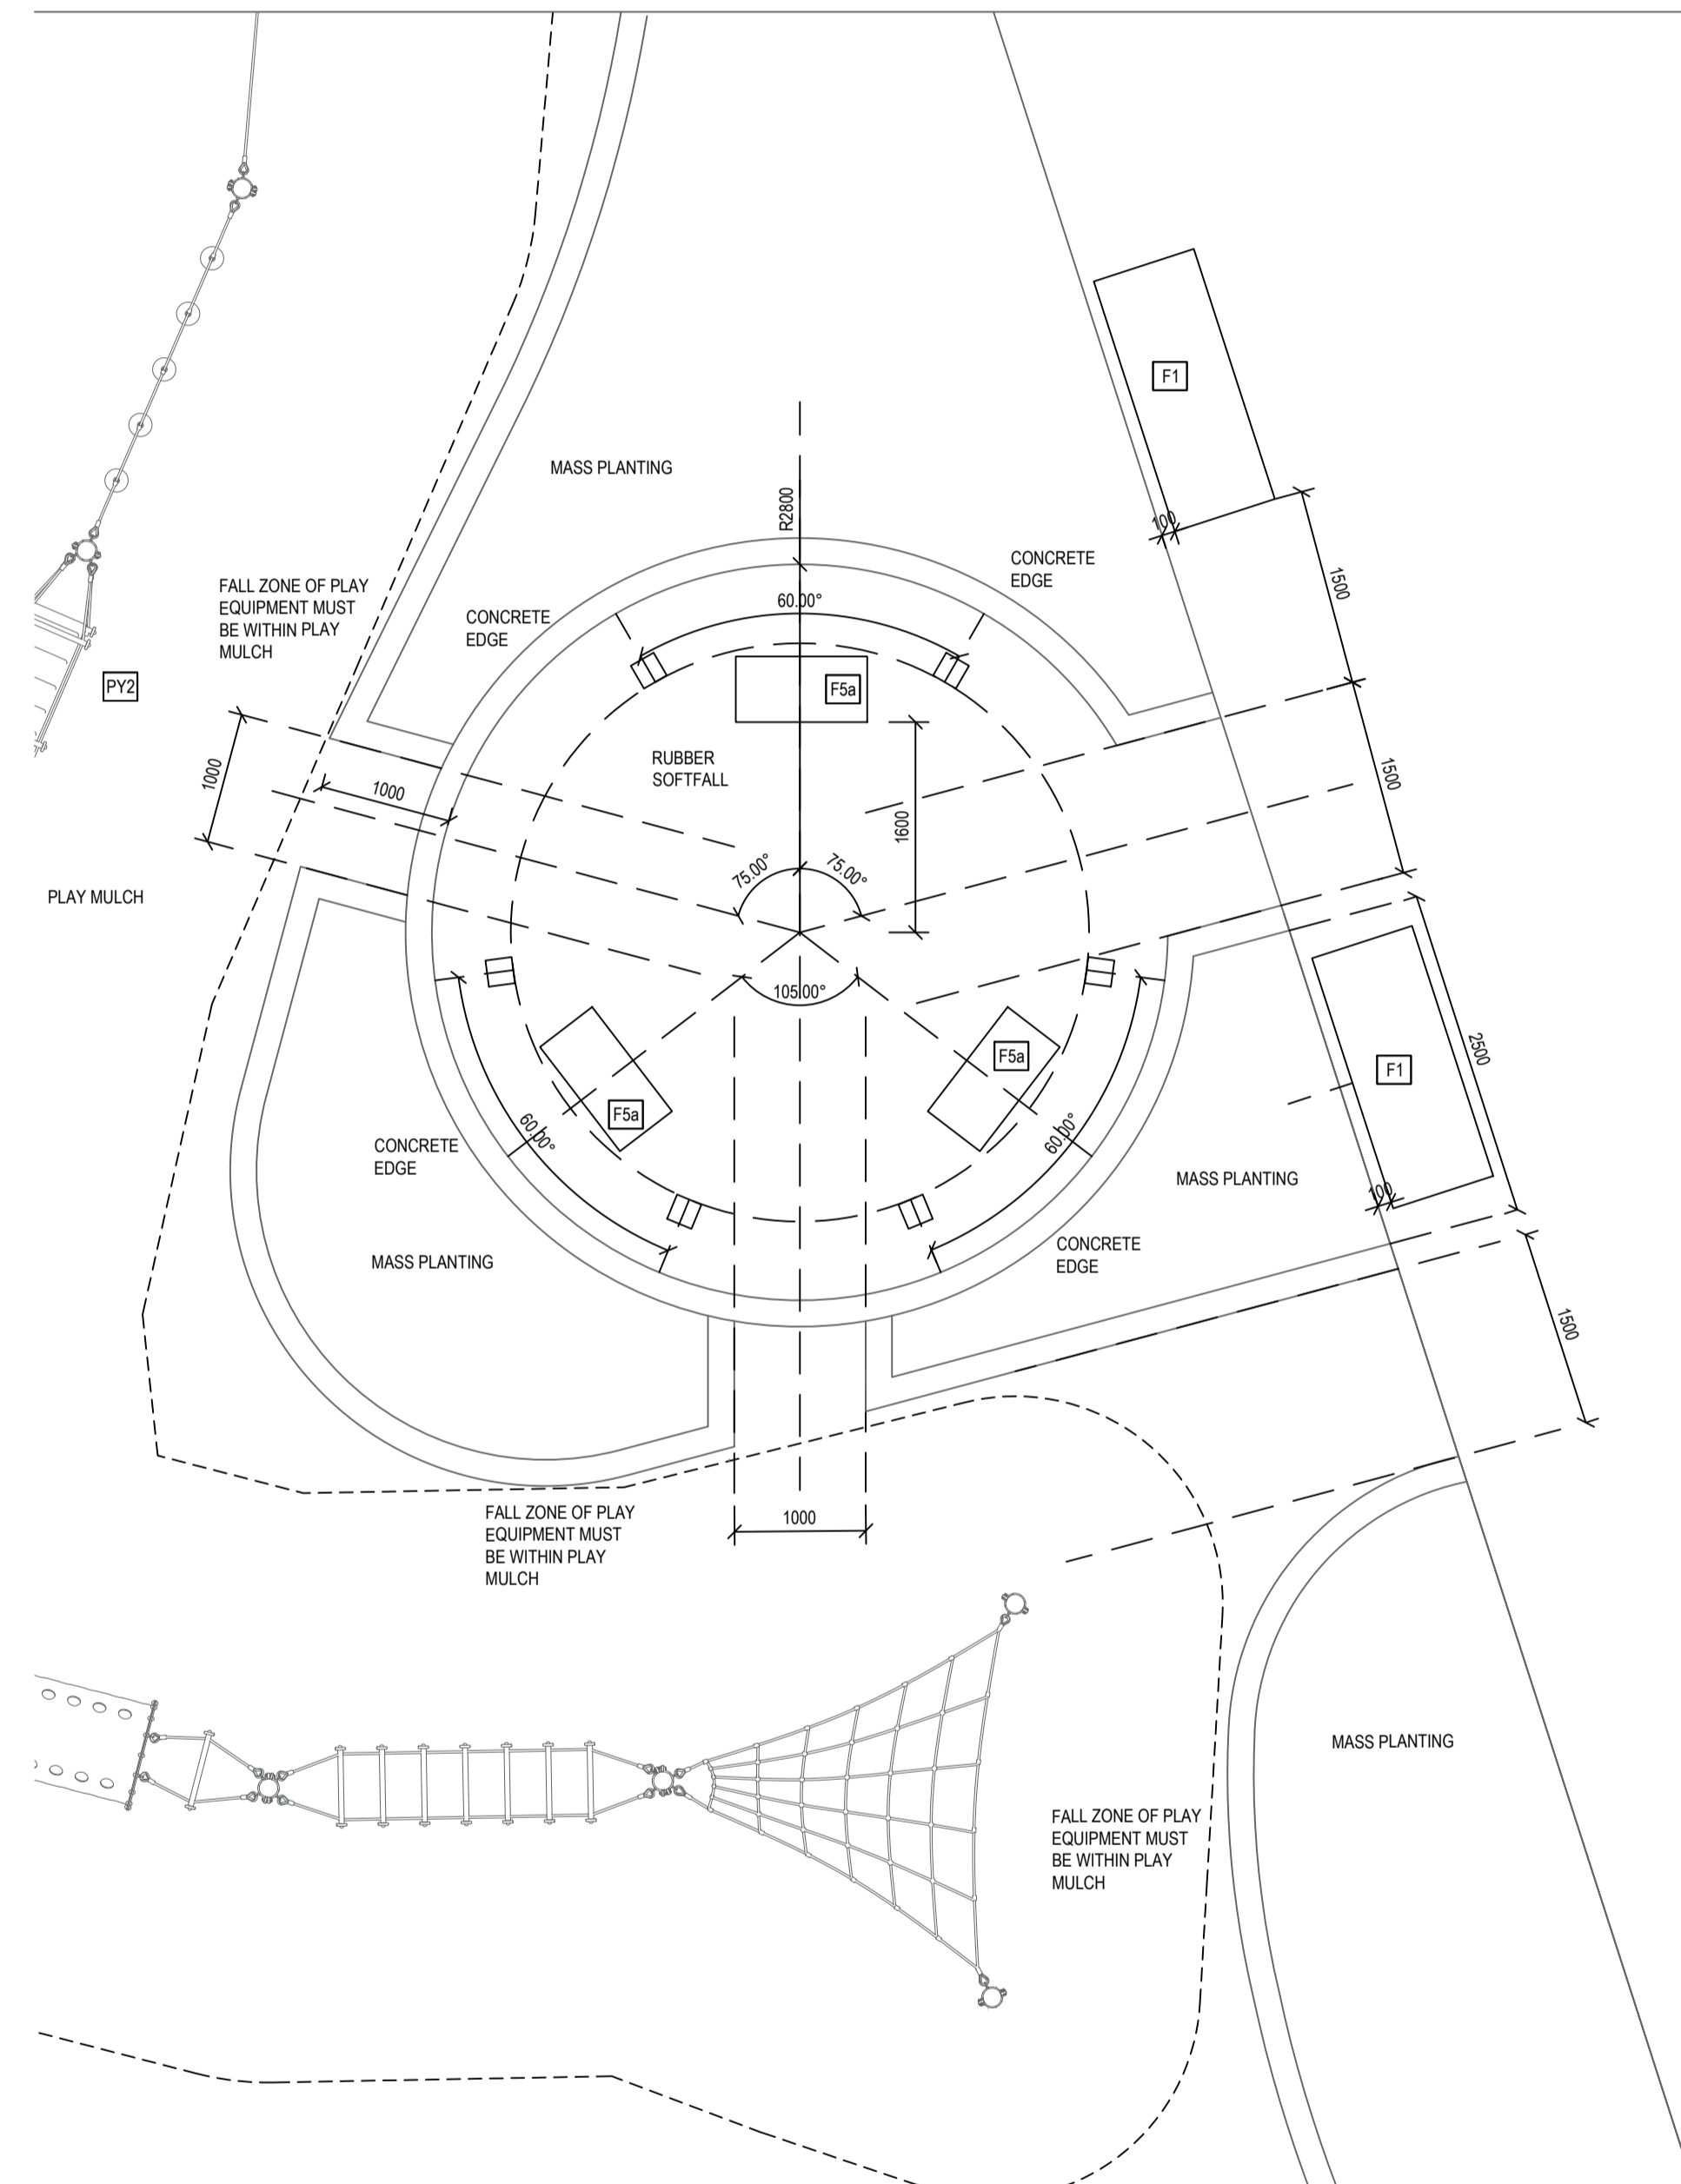 F1
MASS PLANTING
R2800
100
CONCRETE
EDGE
1500
FALL ZONE OF PLAY
EQUIPMENT MUST
BE WITHIN PLAY
MULCH
CONCRETE
EDGE
60.00°
PY2
F5a
RUBBER
SOFTFALL
1000
1000
1500
1600
75.00°
75.00°
PLAY MULCH
105.00°
F5a
2500
F1
F5a
60.00°
60.00°
CONCRETE
EDGE
MASS PLANTING
100
CONCRETE
EDGE
MASS PLANTING
1500
FALL ZONE OF PLAY
EQUIPMENT MUST
BE WITHIN PLAY
MULCH
1000
MASS PLANTING
FALL ZONE OF PLAY
EQUIPMENT MUST
BE WITHIN PLAY
MULCH